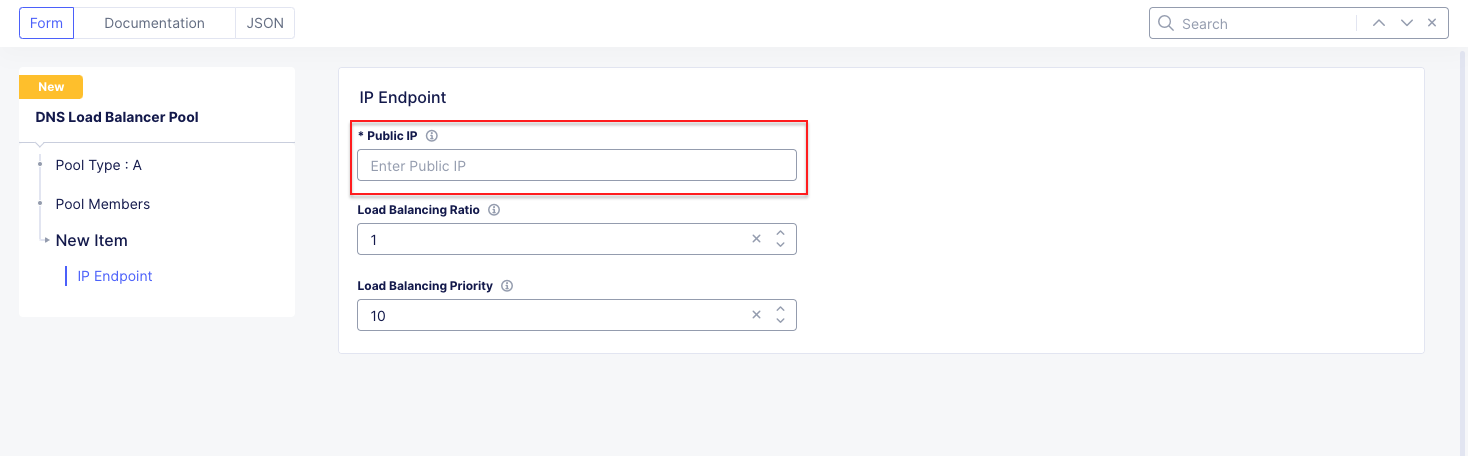 Form Documentation JSON
Search
New
DNS Load Balancer Pool
Pool Type : A
Pool Members
New Item
IP Endpoint
IP Endpoint
* Public IP
Enter Public IP
Load Balancing Ratio
1
Load Balancing Priority
10